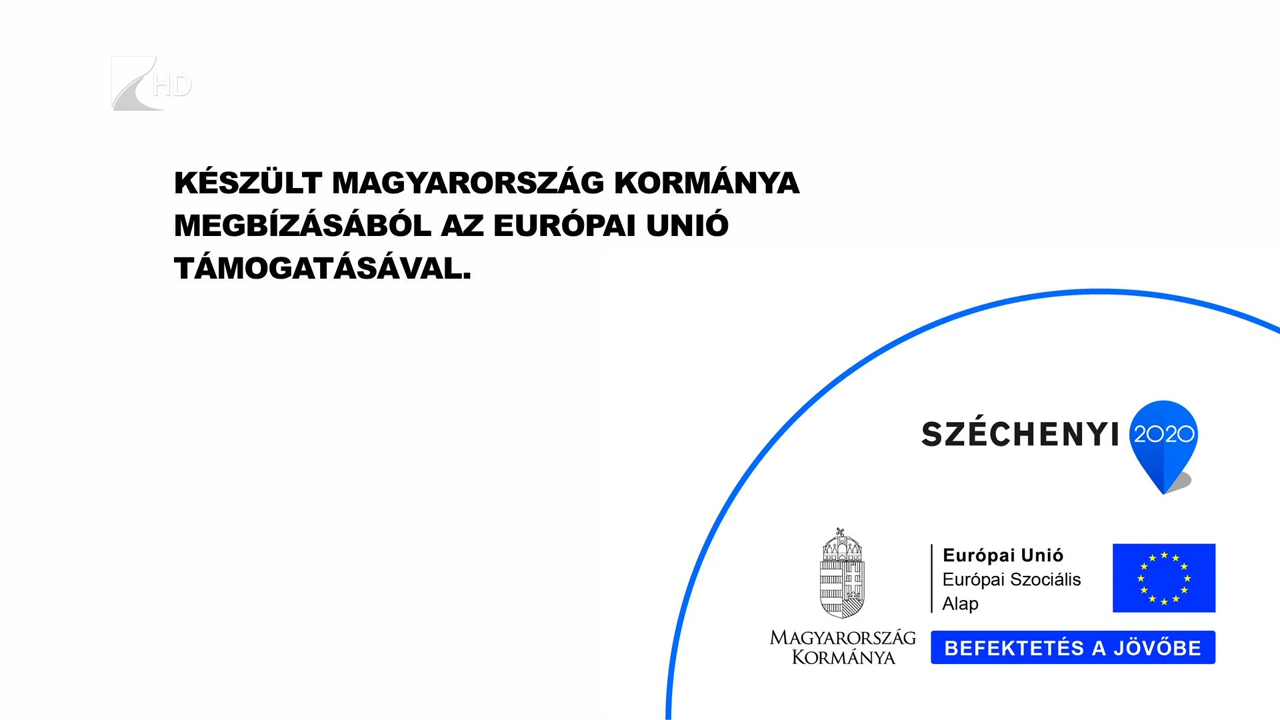 HD
KÉSZÜLT MAGYARORSZÁG KORMÁNYA
MEGBÍZÁSÁBÓL AZ EURÓPAI UNIÓ
TÁMOGATÁSÁVAL.
SZÉCHENYI 2020
Európai Unió
Európai Szociális
Alap
MAGYARORSZÁG
KORMÁNYA
BEFEKTETÉS A JÖVŐBE